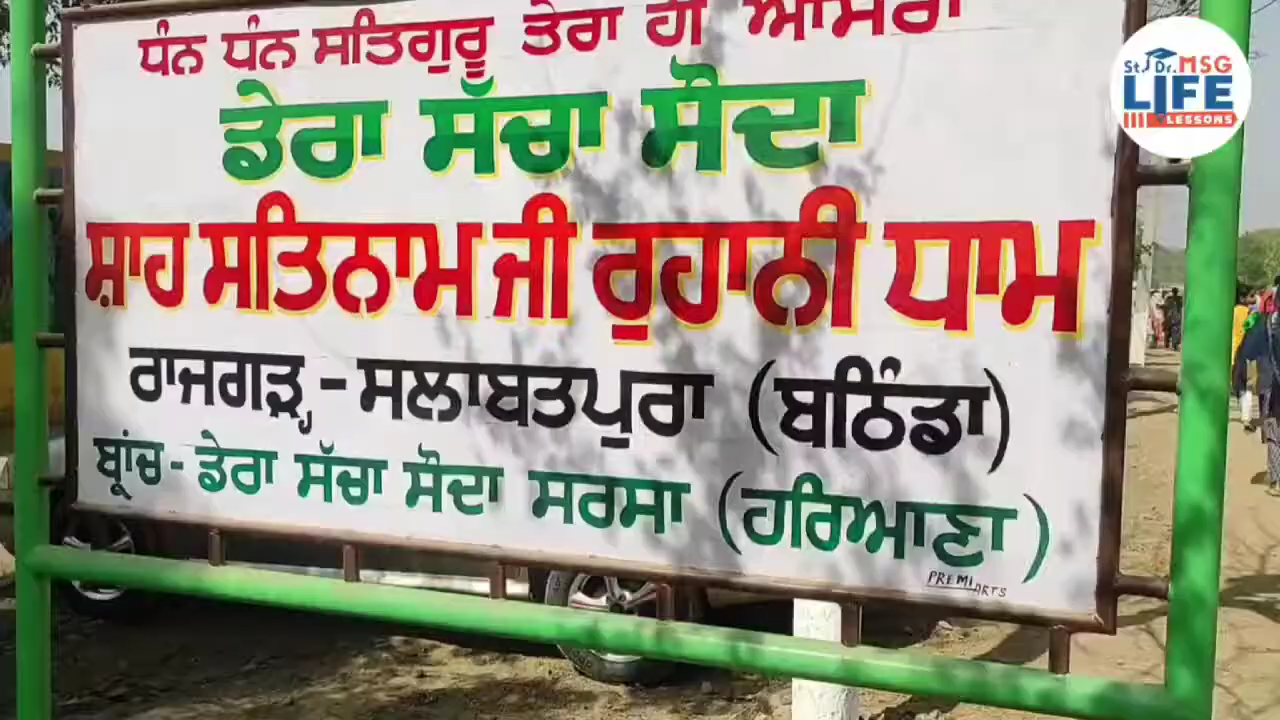 ਧੰਨ ਧੰਨ ਸਤਿਗੁਰੂ ਤੇਰਾ ਹੀ ਆਸਰਾ
ਡੇਰਾ ਸੱਚਾ ਸੌਦਾ
ਸ਼ਾਹ ਸਤਿਨਾਮ ਜੀ ਰੁਹਾਨੀ ਧਾਮ
ਰਾਜਗੜ੍ਹ - ਸਲਾਬਤਪੁਰਾ (ਬਠਿੰਡਾ)
ਬ੍ਰਾਂਚ - ਡੇਰਾ ਸੱਚਾ ਸੌਦਾ ਸਰਸਾ (ਹਰਿਆਣਾ)
PREMI ARTS
St. Dr. MSG
LIFE
LESSONS